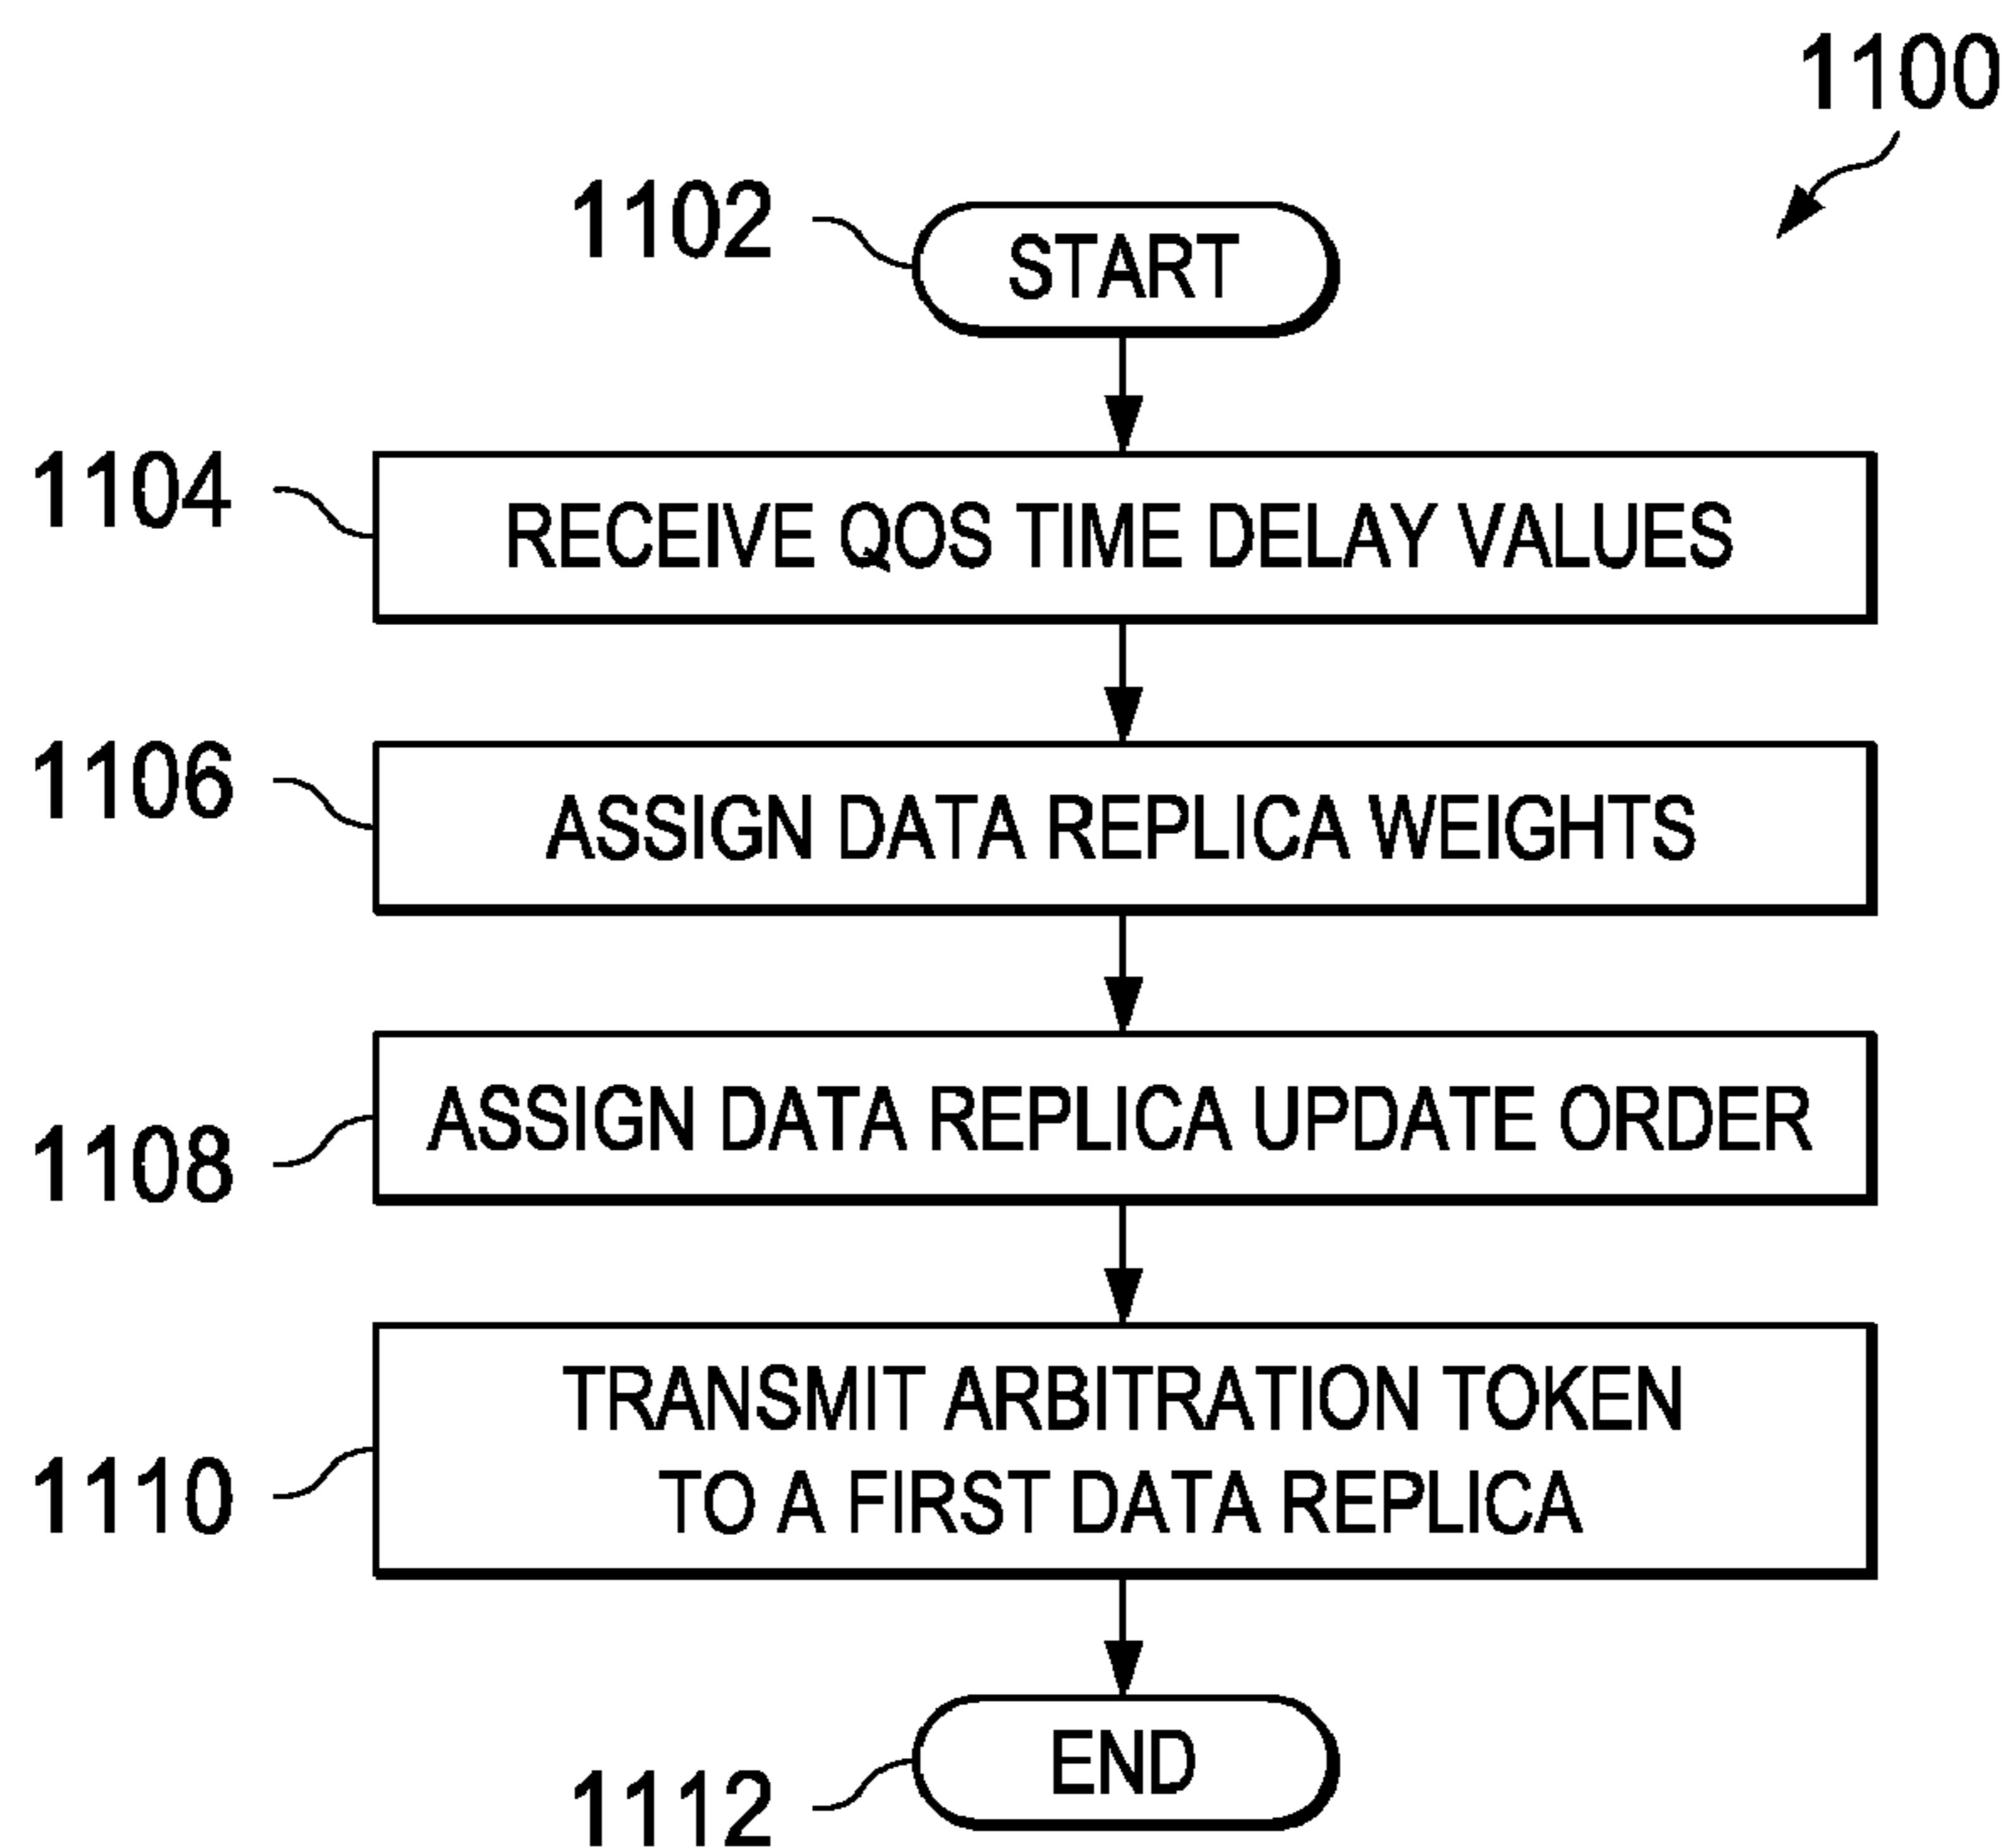 1100
1102
START
1104
RECEIVE QOS TIME DELAY VALUES
1106
ASSIGN DATA REPLICA WEIGHTS
1108
ASSIGN DATA REPLICA UPDATE ORDER
1110
TRANSMIT ARBITRATION TOKEN
TO A FIRST DATA REPLICA
1112
END